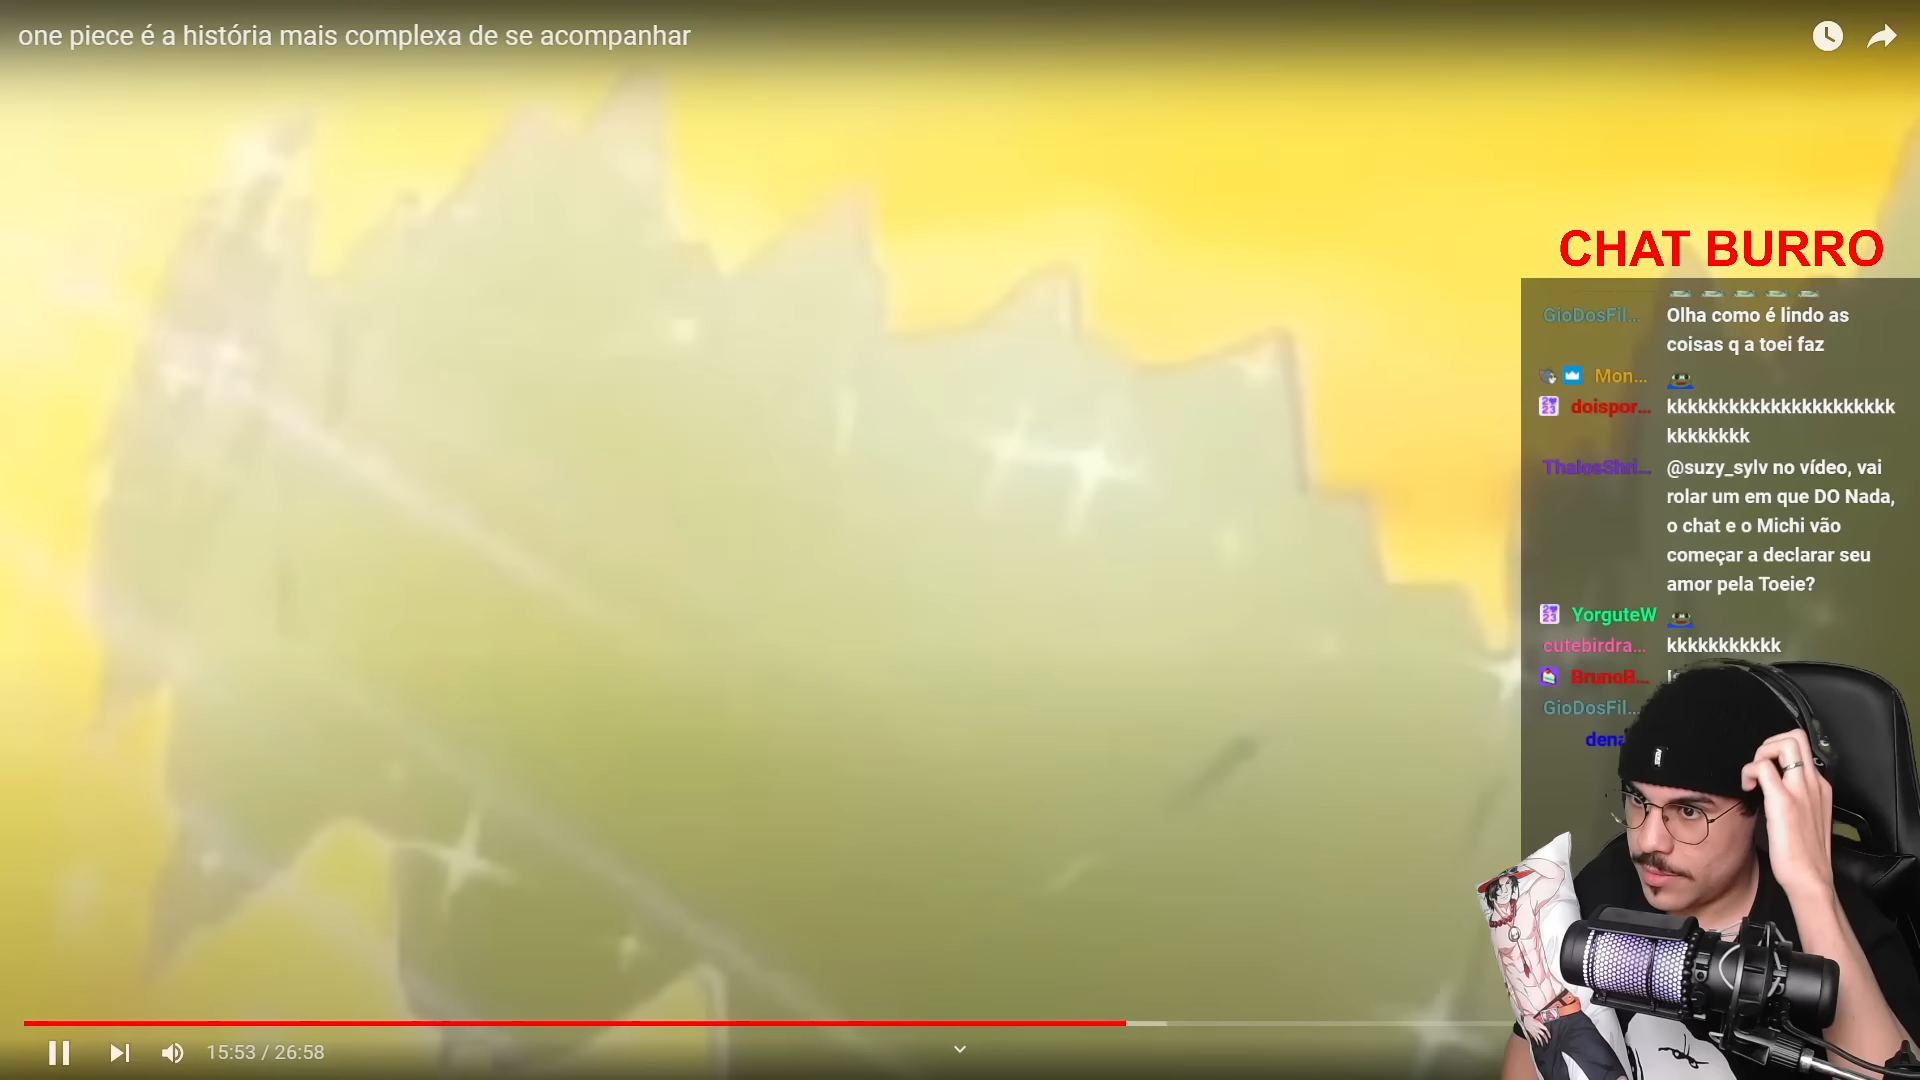 one piece é a história mais complexa de se acompanhar
CHAT BURRO
GioDosFil... Olha como é lindo as
coisas q a toei faz
Mon...
doispor... kkkkkkkkkkkkkkkkkkkkkk
kkkkkkkk
ThalosShri... @suzy_sylv no vídeo, vai
rolar um em que DO Nada,
o chat e o Michi vão
começar a declarar seu
amor pela Toeie?
YorguteW
cutebirdra... kkkkkkkkkkk
BrunoB...
GioDosFil...
15:53 / 26:58